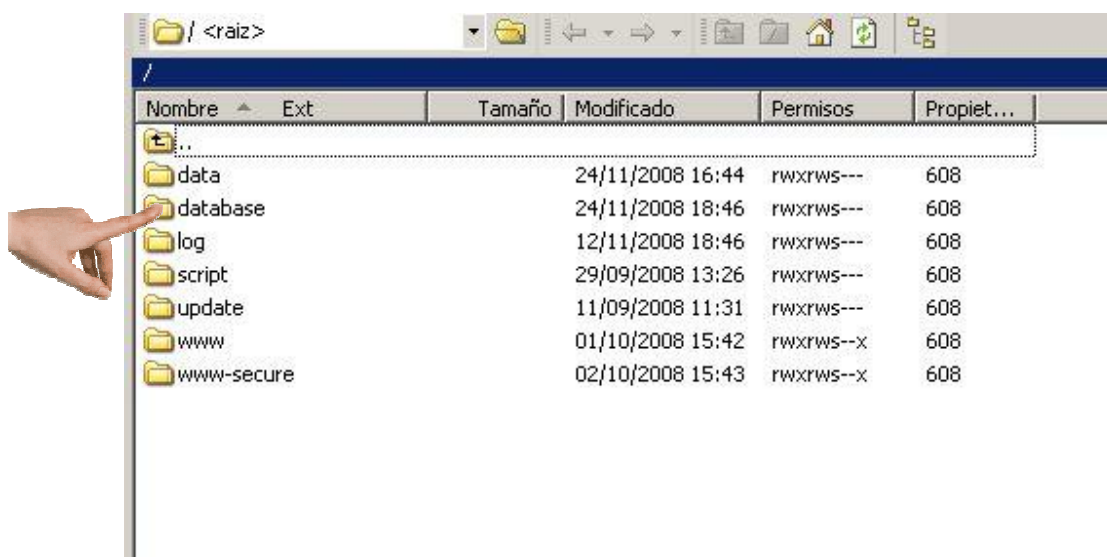 / <raiz>
/
Nombre Ext Tamaño Modificado Permisos Propiet...
..
data 24/11/2008 16:44 rwxrws--- 608
database 24/11/2008 18:46 rwxrws--- 608
log 12/11/2008 18:46 rwxrws--- 608
script 29/09/2008 13:26 rwxrws--- 608
update 11/09/2008 11:31 rwxrws--- 608
www 01/10/2008 15:42 rwxrws--x 608
www-secure 02/10/2008 15:43 rwxrws--x 608